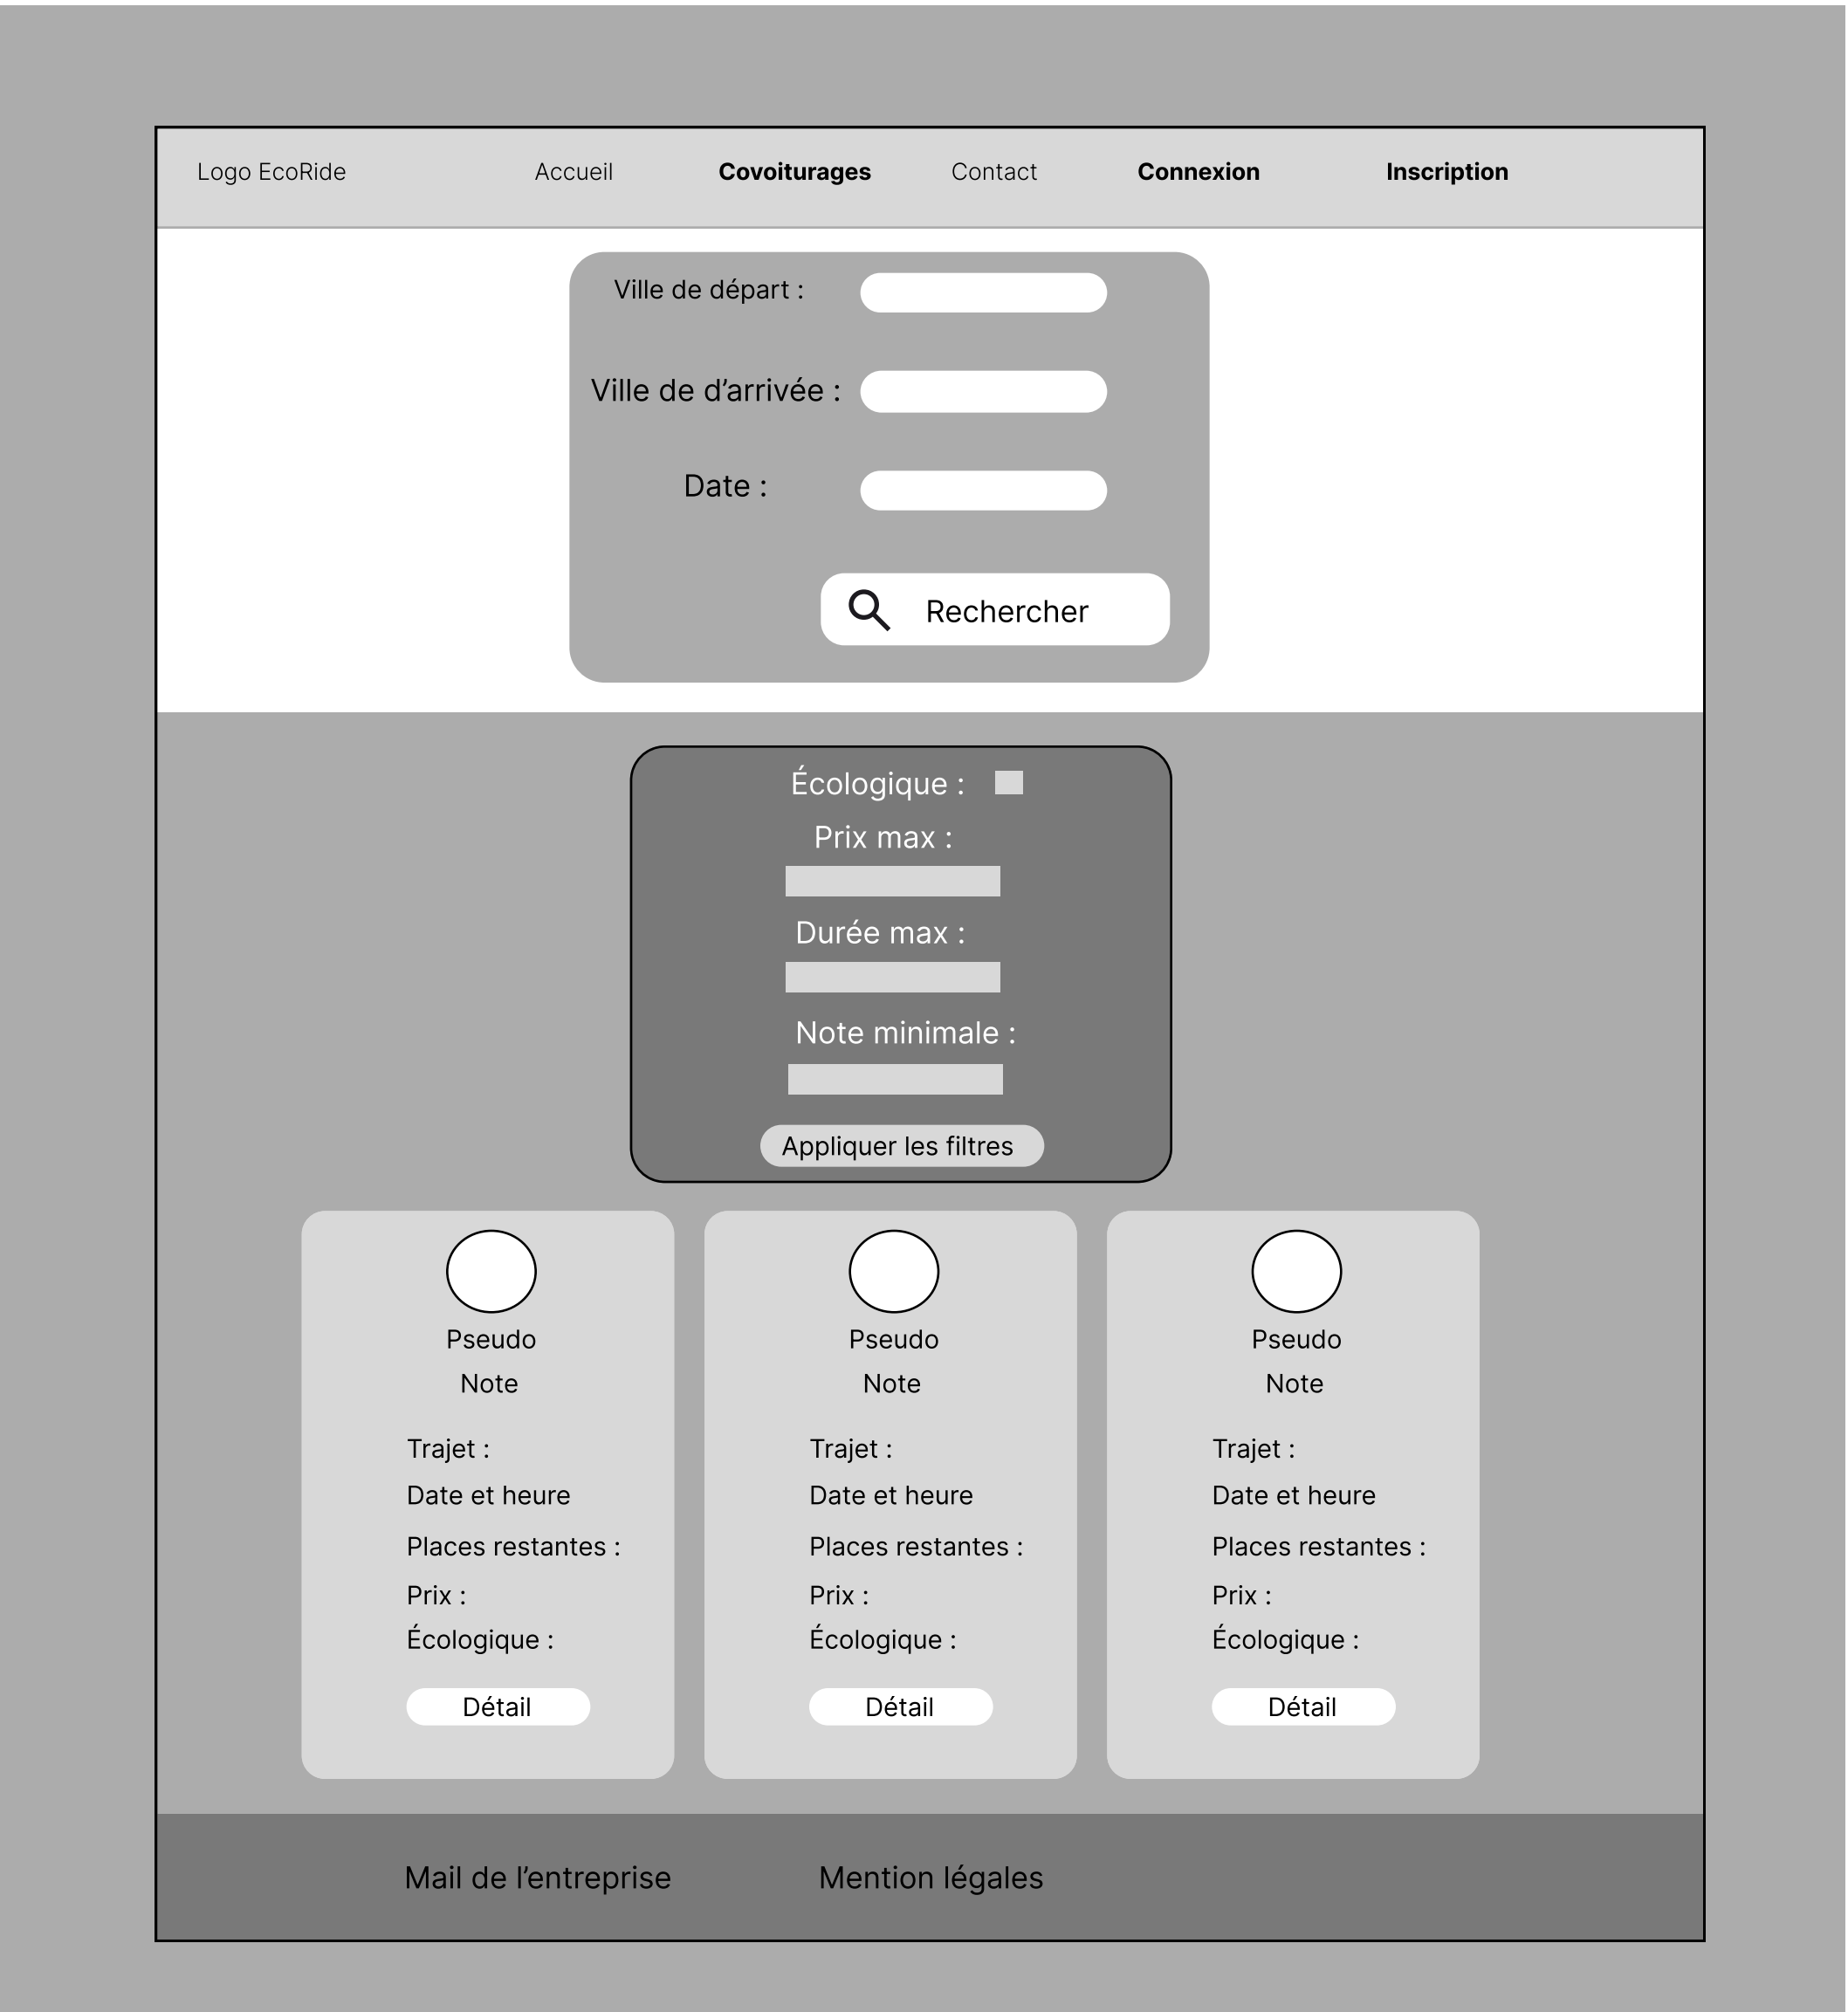 Logo EcoRide Accueil Covoiturages Contact Connexion Inscription
Ville de départ :
Ville de d’arrivée :
Date :
Rechercher
Écologique :
Prix max :
Durée max :
Note minimale :
Appliquer les filtres
Pseudo
Note
Trajet :
Date et heure
Places restantes :
Prix :
Écologique :
Détail
Pseudo
Note
Trajet :
Date et heure
Places restantes :
Prix :
Écologique :
Détail
Pseudo
Note
Trajet :
Date et heure
Places restantes :
Prix :
Écologique :
Détail
Mail de l’entreprise Mention légales